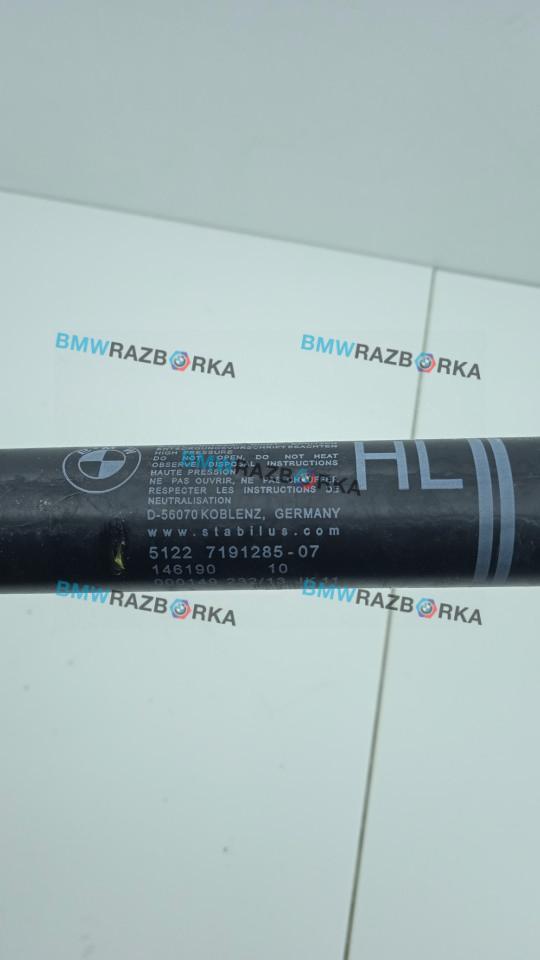 BMWRAZBORKA
BMWRAZBORKA
HIGH PRESSURE
DO NOT OPEN, DO NOT HEAT
OBSERVE INSTRUCTIONS
HAUTE PRESSION
NE PAS OUVRIR, NE PAS CHAUFFER
RESPECTER LES INSTRUCTIONS DE
NEUTRALISATION
D-56070 KOBLENZ, GERMANY
www.stabilus.com
5122 7191285-07
146190 10
HL
BMWRAZBORKA
BMWRAZBORKA
BMWRAZBORKA